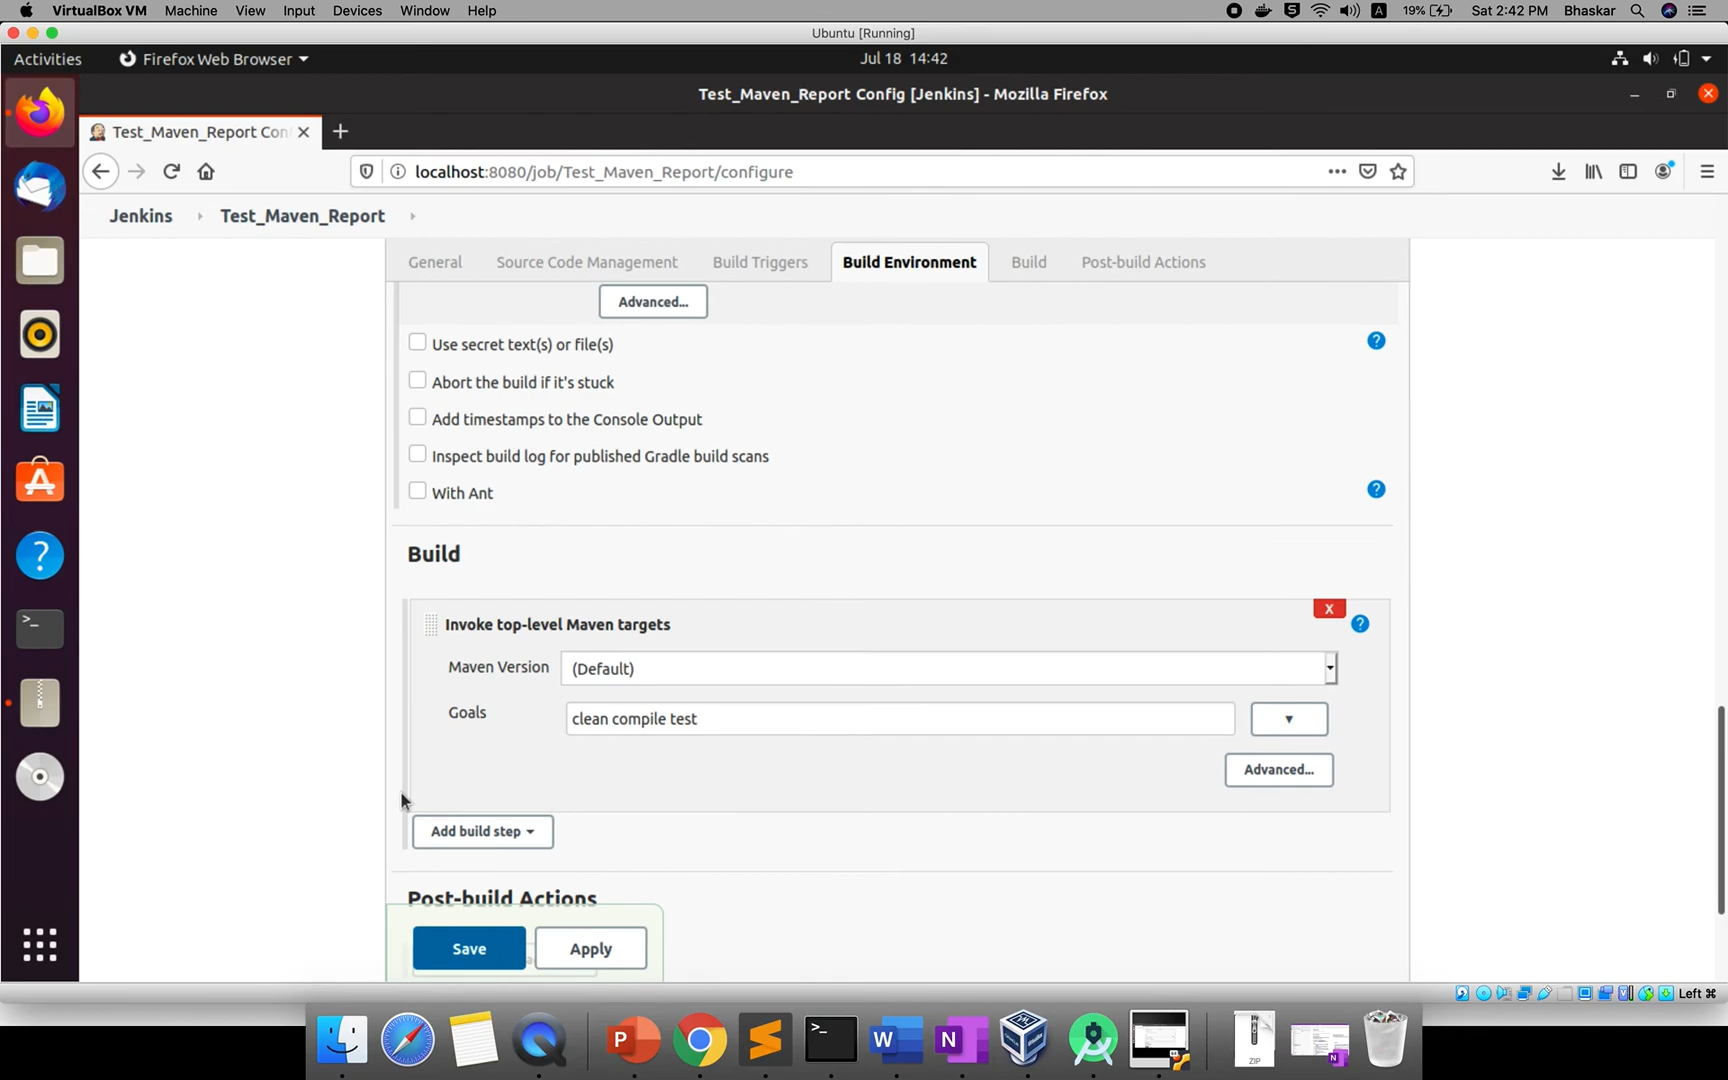 VirtualBox VM Machine View Input Devices Window Help 19% Sat 2:42 PM Bhaskar
Ubuntu [Running]
Activities Firefox Web Browser Jul 18 14:42
Test_Maven_Report Config [Jenkins] - Mozilla Firefox
Test_Maven_Report Con
localhost:8080/job/Test_Maven_Report/configure
Jenkins Test_Maven_Report
General Source Code Management Build Triggers Build Environment Build Post-build Actions
Advanced...
Use secret text(s) or file(s)
Abort the build if it's stuck
Add timestamps to the Console Output
Inspect build log for published Gradle build scans
With Ant
Build
X
Invoke top-level Maven targets
Maven Version (Default)
Goals clean compile test
Advanced...
Add build step
Post-build Actions
Save Apply
Left ⌘
ZIP